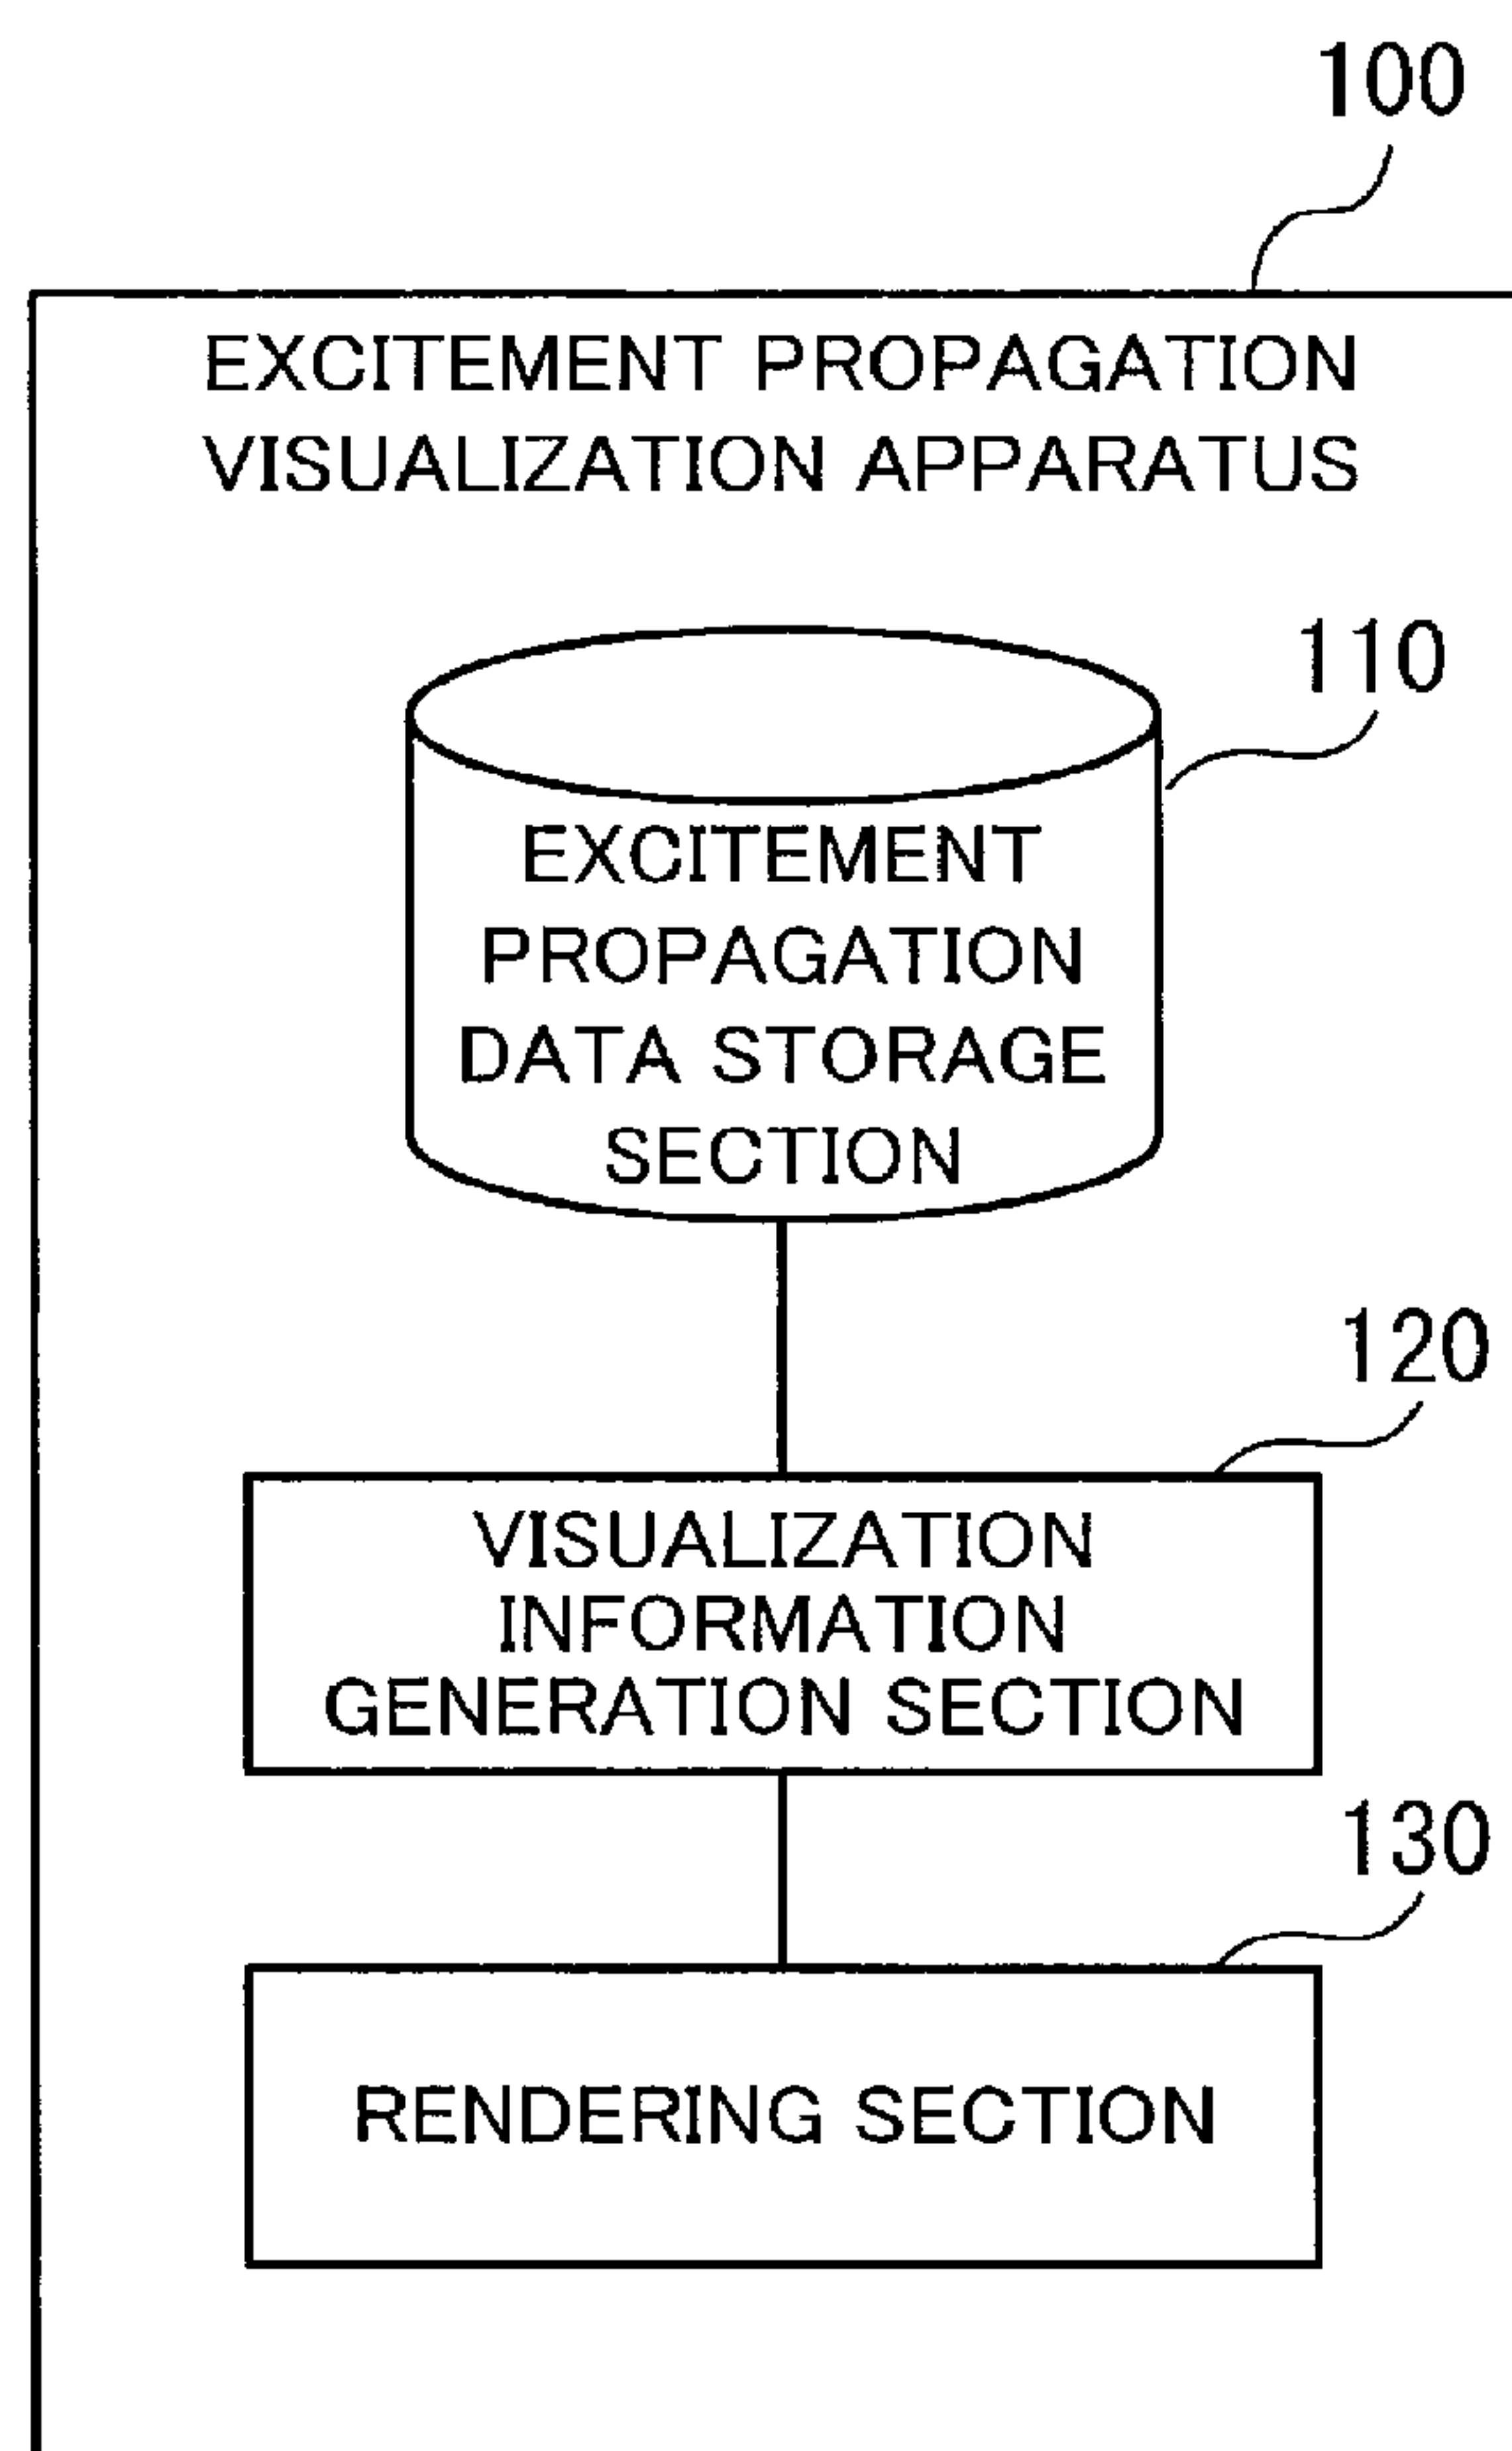 100
EXCITEMENT PROPAGATION
VISUALIZATION APPARATUS
110
EXCITEMENT
PROPAGATION
DATA STORAGE
SECTION
120
VISUALIZATION
INFORMATION
GENERATION SECTION
130
RENDERING SECTION